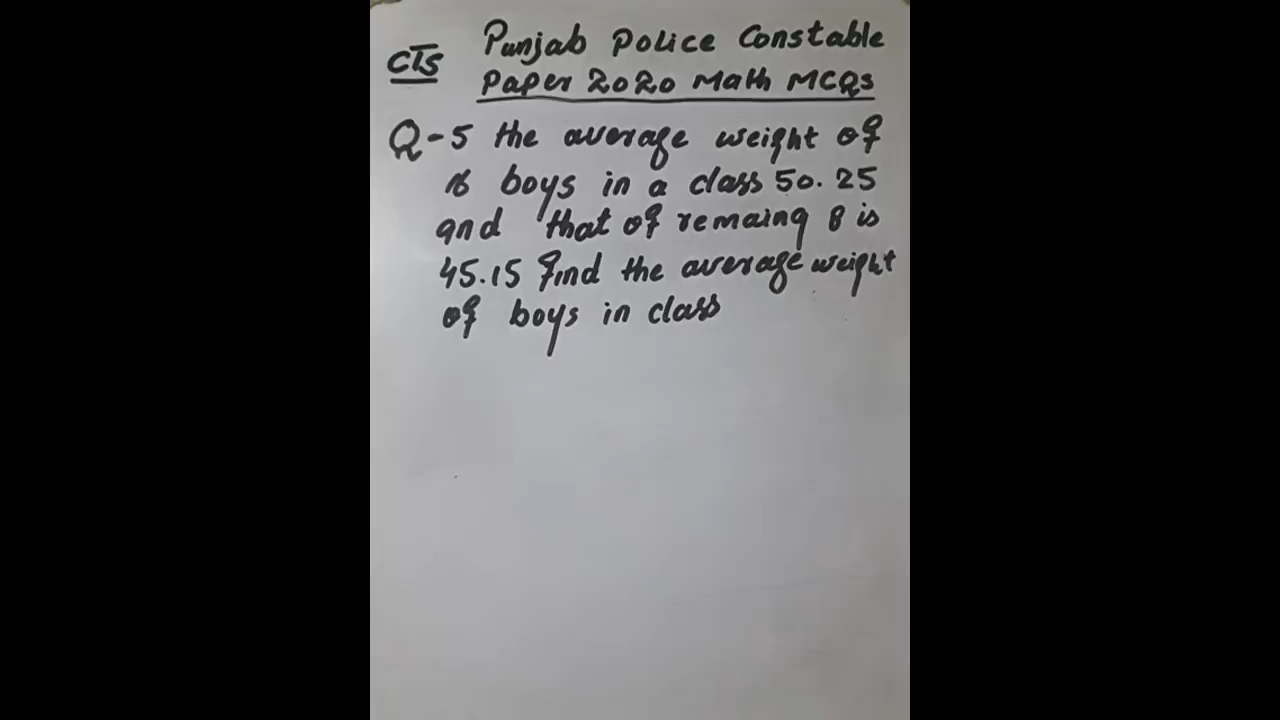 CTS
Punjab Police Constable
Paper 2020 Math MCQs
Q-5 the average weight of
16 boys in a class 50.25
and that of remaing 8 is
45.15 Find the average weight
of boys in class